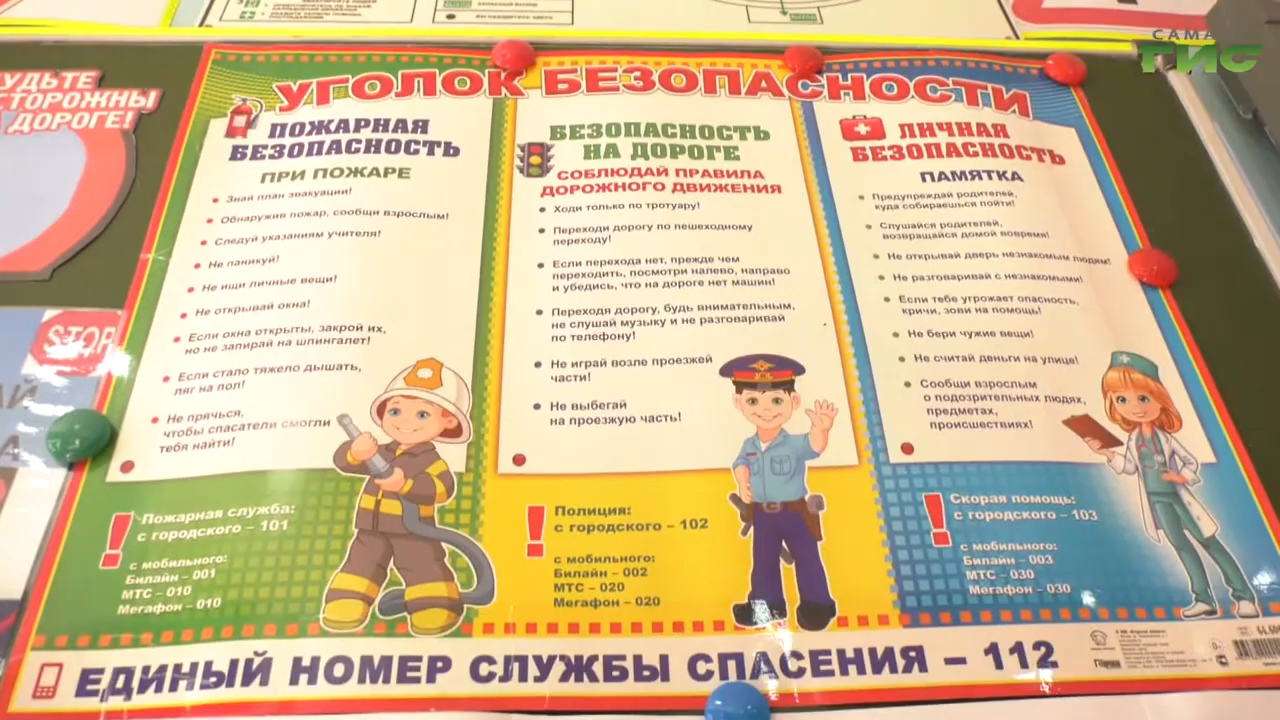 САМА
ГИС
УДЬТЕ
СТОРОЖНЫ
ДОРОГЕ!
STOP
УГОЛОК БЕЗОПАСНОСТИ
ПОЖАРНАЯ
БЕЗОПАСНОСТЬ
ПРИ ПОЖАРЕ
Знай план эвакуации!
Обнаружив пожар, сообщи взрослым!
Следуй указаниям учителя!
Не паникуй!
Не ищи личные вещи!
Не открывай окна!
Если окна открыты, закрой их,
но не запирай на шпингалет!
Если стало тяжело дышать,
ляг на пол!
Не прячься,
чтобы спасатели смогли
тебя найти!
Пожарная служба:
с городского – 101
с мобильного:
Билайн – 001
МТС – 010
Мегафон – 010
БЕЗОПАСНОСТЬ
НА ДОРОГЕ
СОБЛЮДАЙ ПРАВИЛА
ДОРОЖНОГО ДВИЖЕНИЯ
Ходи только по тротуару!
Переходи дорогу по пешеходному
переходу!
Если перехода нет, прежде чем
переходить, посмотри налево, направо
и убедись, что на дороге нет машин!
Переходя дорогу, будь внимательным,
не слушай музыку и не разговаривай
по телефону!
Не играй возле проезжей
части!
Не выбегай
на проезжую часть!
Полиция:
с городского – 102
с мобильного:
Билайн – 002
МТС – 020
Мегафон – 020
ЛИЧНАЯ
БЕЗОПАСНОСТЬ
ПАМЯТКА
Предупреждай родителей,
куда собираешься пойти!
Слушайся родителей,
возвращайся домой вовремя!
Не открывай дверь незнакомым людям!
Не разговаривай с незнакомыми!
Если тебе угрожает опасность,
кричи, зови на помощь!
Не бери чужие вещи!
Не считай деньги на улице!
Сообщи взрослым
о подозрительных людях,
предметах,
происшествиях!
Скорая помощь:
с городского – 103
с мобильного:
Билайн – 003
МТС – 030
Мегафон – 030
ЕДИНЫЙ НОМЕР СЛУЖБЫ СПАСЕНИЯ – 112